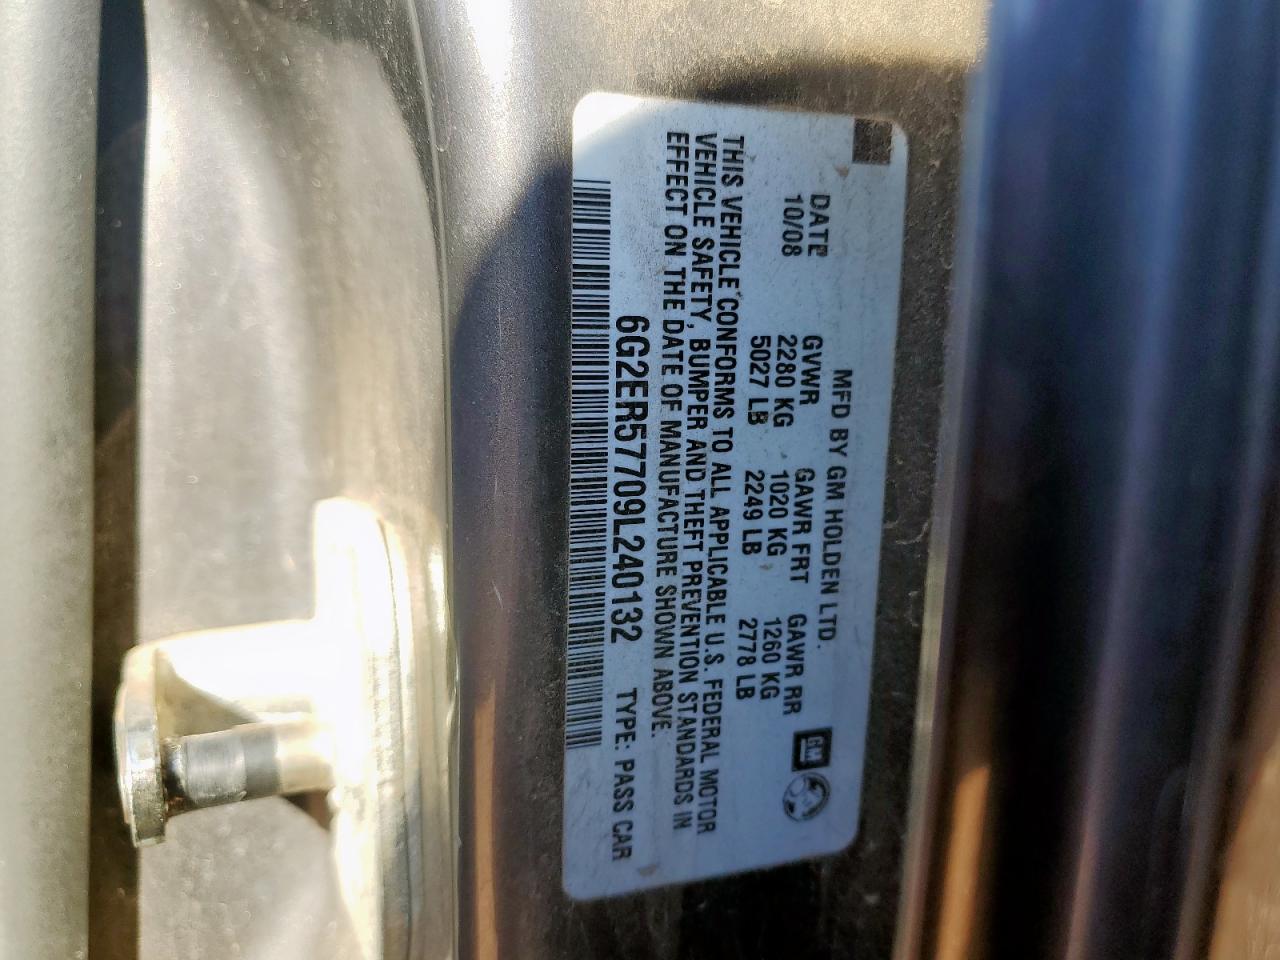 MFD BY GM HOLDEN LTD.
DATE GVWR GAWR FRT GAWR RR
10/08 2280 KG 1020 KG 1260 KG
5027 LB 2249 LB 2778 LB
THIS VEHICLE CONFORMS TO ALL APPLICABLE U.S. FEDERAL MOTOR
VEHICLE SAFETY, BUMPER AND THEFT PREVENTION STANDARDS IN
EFFECT ON THE DATE OF MANUFACTURE SHOWN ABOVE.
6G2ER57709L240132 TYPE: PASS CAR
GM